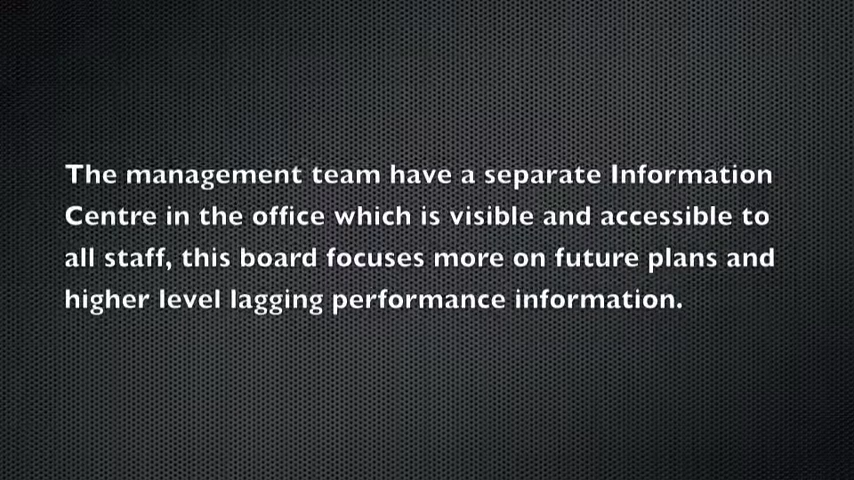 The management team have a separate Information
Centre in the office which is visible and accessible to
all staff, this board focuses more on future plans and
higher level lagging performance information.